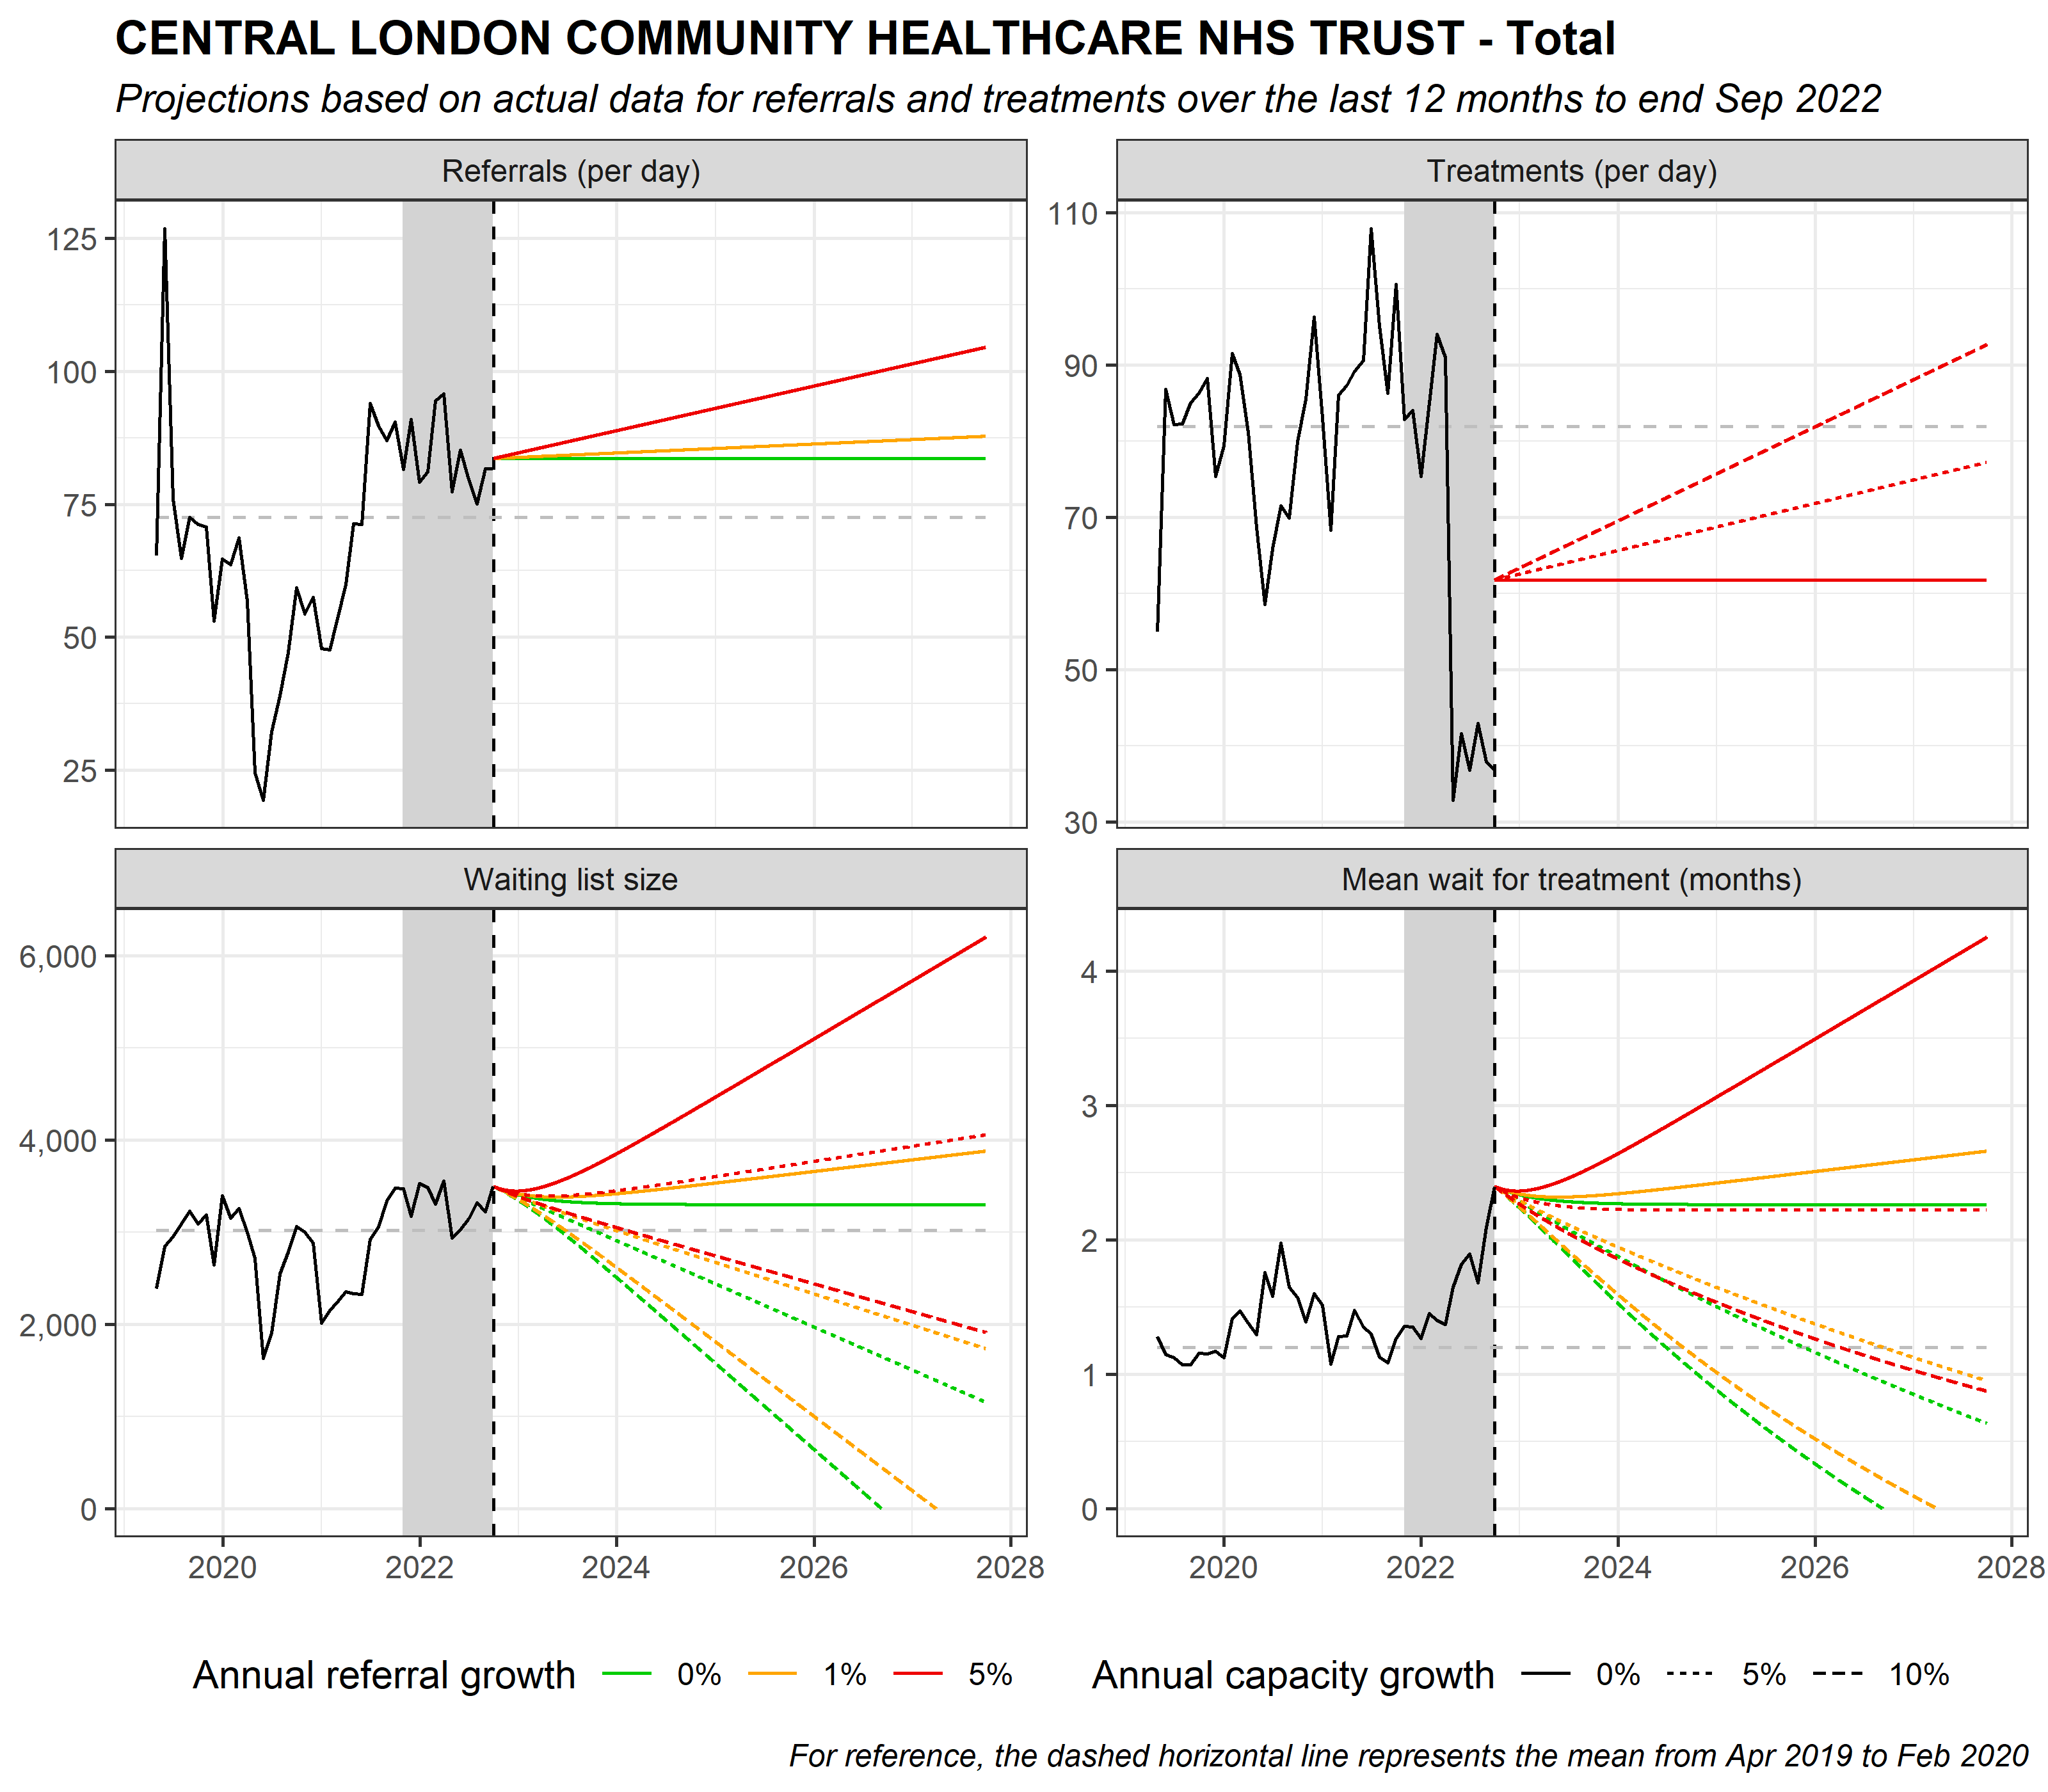 CENTRAL LONDON COMMUNITY HEALTHCARE NHS TRUST - Total
Projections based on actual data for referrals and treatments over the last 12 months to end Sep 2022
Referrals (per day)
125
100
75
50
25
Treatments (per day)
110
90
70
50
30
Waiting list size
6,000
4,000
2,000
0
2020 2022 2024 2026 2028
Mean wait for treatment (months)
4
3
2
1
0
2020 2022 2024 2026 2028
Annual referral growth 0% 1% 5%
Annual capacity growth 0% 5% 10%
For reference, the dashed horizontal line represents the mean from Apr 2019 to Feb 2020